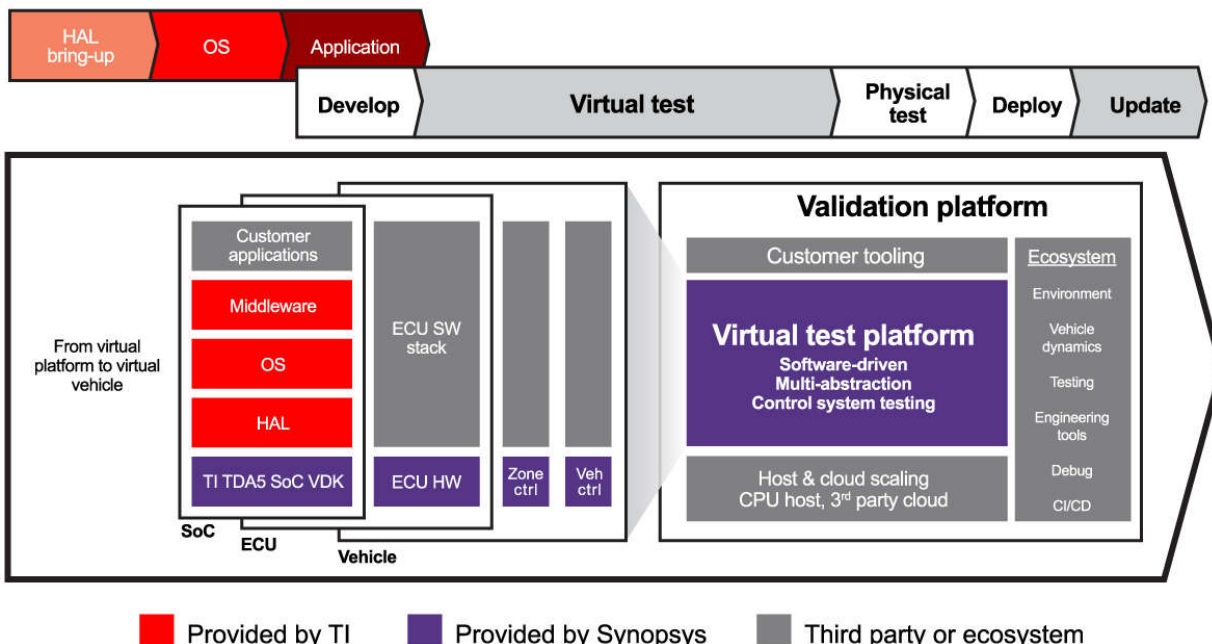 HAL
bring-up
OS
Application
Develop
Virtual test
Physical
test
Deploy
Update
From virtual
platform to virtual
vehicle
Customer
applications
Middleware
OS
HAL
TI TDA5 SoC VDK
SoC
ECU SW
stack
ECU HW
ECU
Zone
ctrl
Veh
ctrl
Vehicle
Validation platform
Customer tooling
Virtual test platform
Software-driven
Multi-abstraction
Control system testing
Host & cloud scaling
CPU host, 3rd party cloud
Ecosystem
Environment
Vehicle
dynamics
Testing
Engineering
tools
Debug
CI/CD
Provided by TI
Provided by Synopsys
Third party or ecosystem